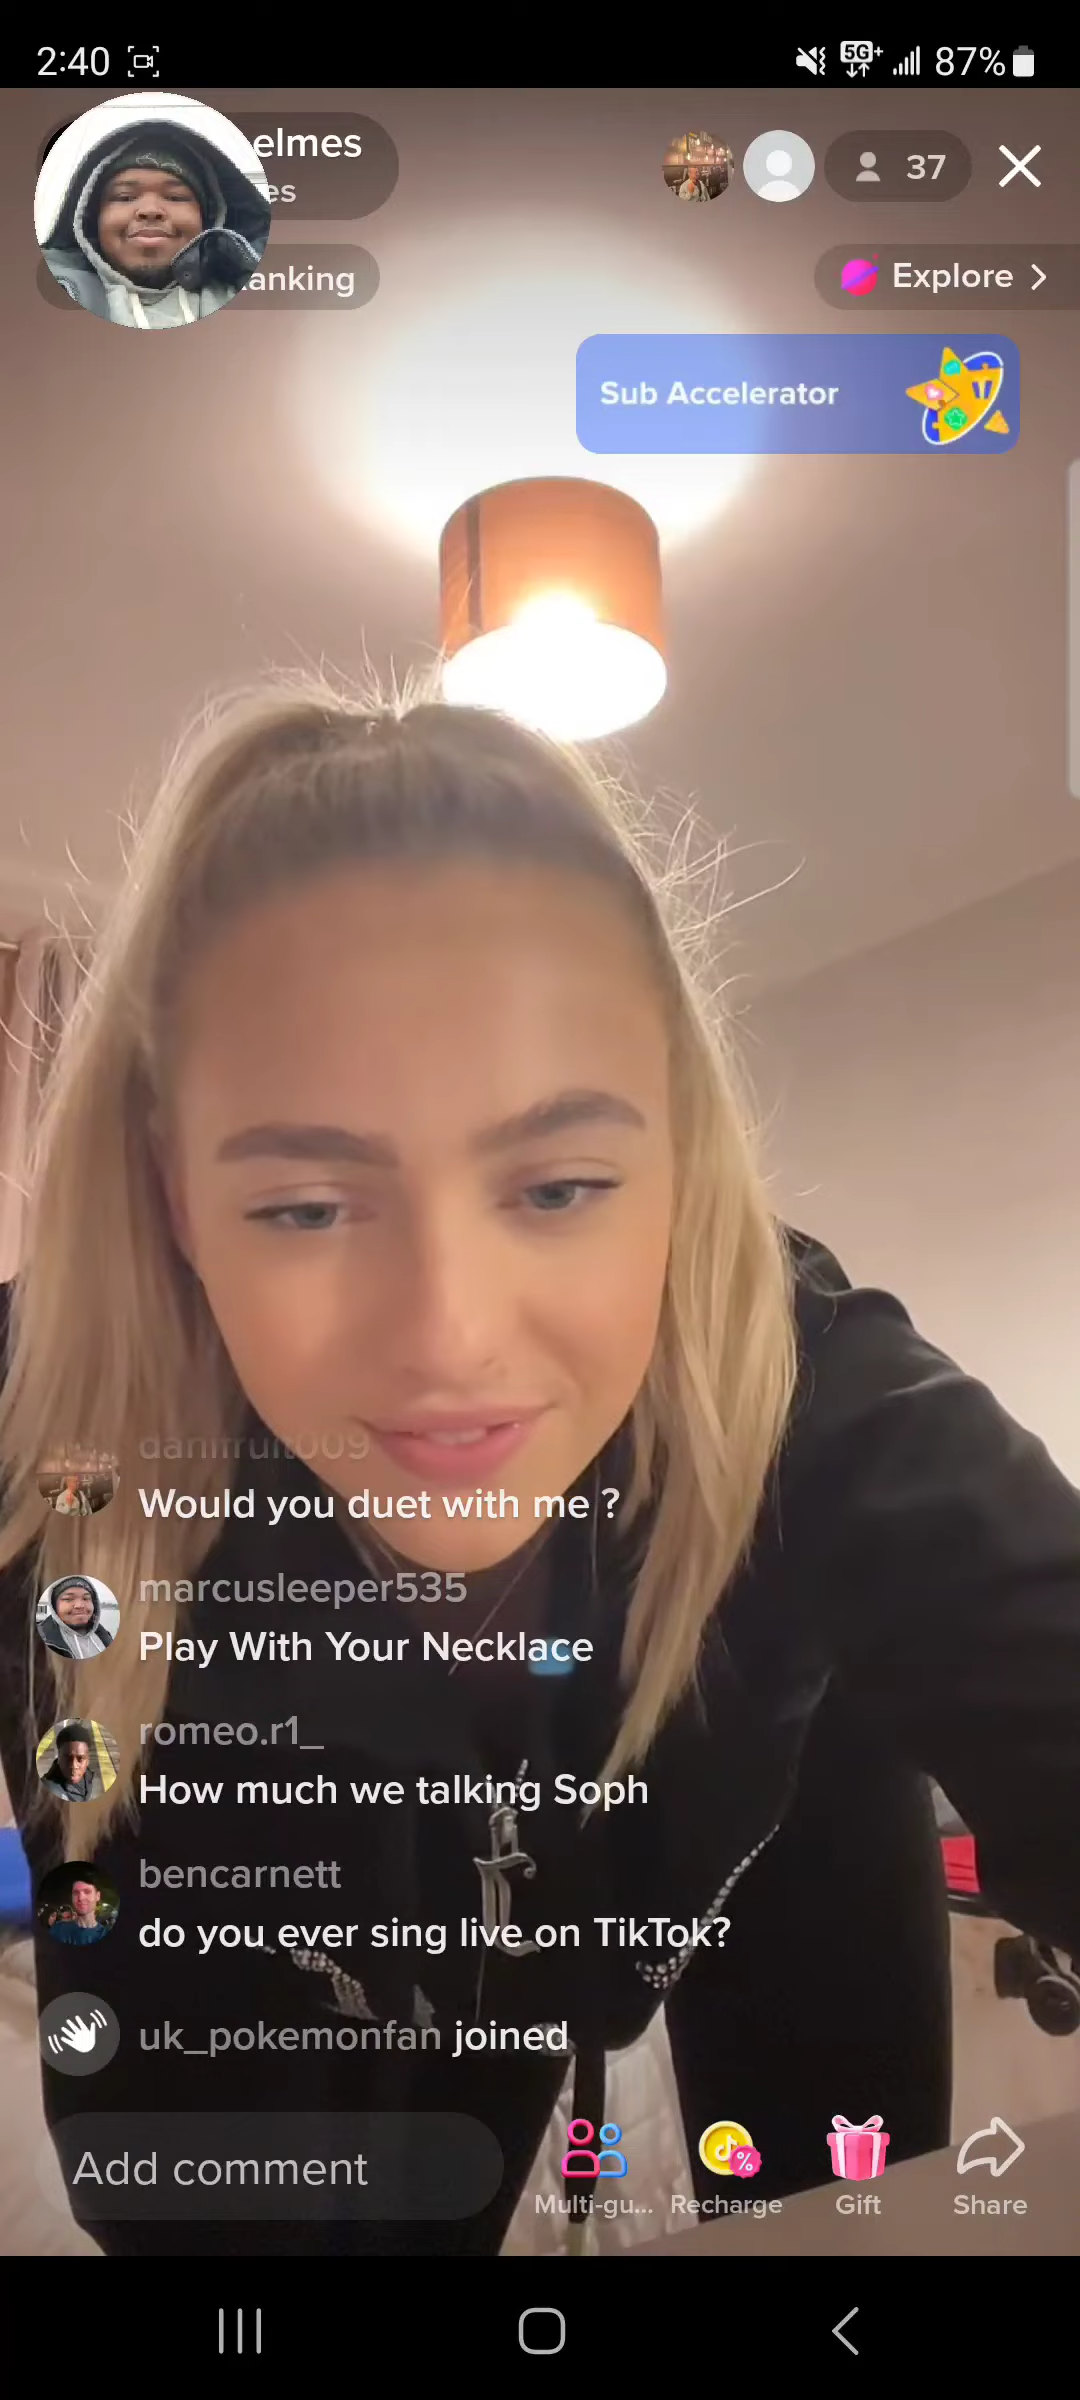 2:40 5G+ 87%
elmes
es
37
anking
Explore
Sub Accelerator
danifruit009
Would you duet with me ?
marcusleeper535
Play With Your Necklace
romeo.r1_
How much we talking Soph
bencarnett
do you ever sing live on TikTok?
uk_pokemonfan joined
Add comment
%
Multi-gu... Recharge Gift Share